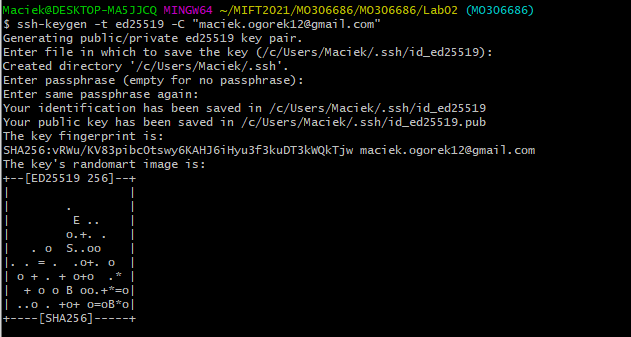 Maciek@DESKTOP-MA5JJCQ MINGW64 ~/MIFT2021/MO306686/MO306686/Lab02 (MO306686)
$ ssh-keygen -t ed25519 -C "maciek.ogorek12@gmail.com"
Generating public/private ed25519 key pair.
Enter file in which to save the key (/c/Users/Maciek/.ssh/id_ed25519):
Created directory '/c/Users/Maciek/.ssh'.
Enter passphrase (empty for no passphrase):
Enter same passphrase again:
Your identification has been saved in /c/Users/Maciek/.ssh/id_ed25519
Your public key has been saved in /c/Users/Maciek/.ssh/id_ed25519.pub
The key fingerprint is:
SHA256:vRWu/KV83pibcOtswy6KAHJ6iHyu3f3kuDT3kWQkTjw maciek.ogorek12@gmail.com
The key's randomart image is:
+--[ED25519 256]--+
|                 |
|        .        |
|         E ..    |
|        o.+. .   |
|   . o  S..oo    |
|. . = .  .o+. o  |
| o + . + o+o  .* |
|  + o o B oo.+*=o|
| ..o . +o+ o=oB*o|
+----[SHA256]-----+